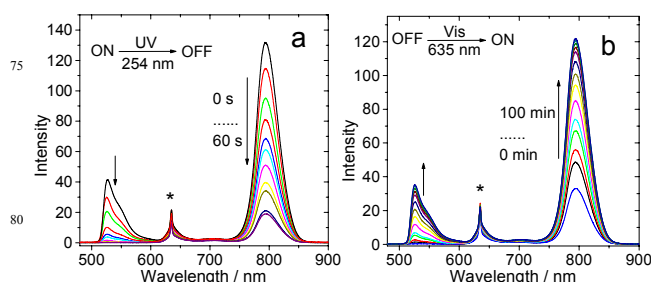 75
80
140
120
100
80
60
40
20
0
Intensity
ON UV OFF
254 nm
a
0 s
......
60 s
*
500 600 700 800 900
Wavelength / nm
120
100
80
60
40
20
0
Intensity
OFF Vis ON
635 nm
b
100 min
......
0 min
*
500 600 700 800 900
Wavelength / nm